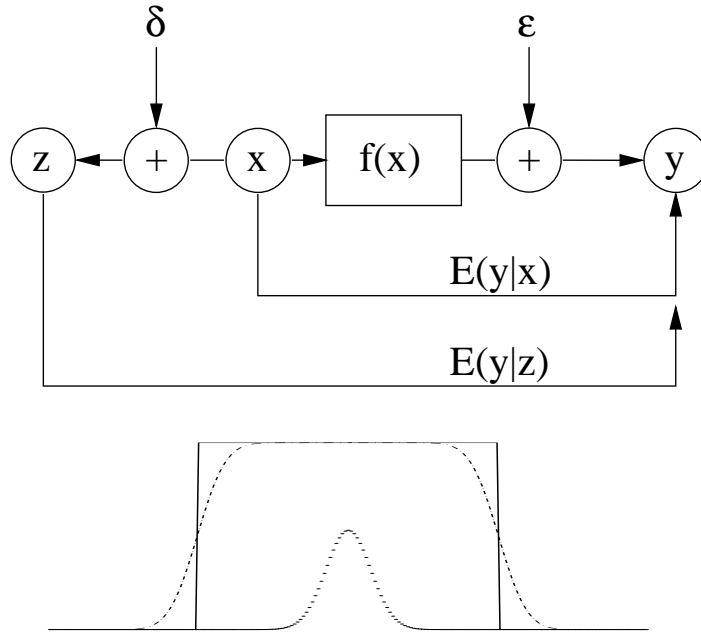 δ ε
z + x f(x) + y
E(y|x)
E(y|z)